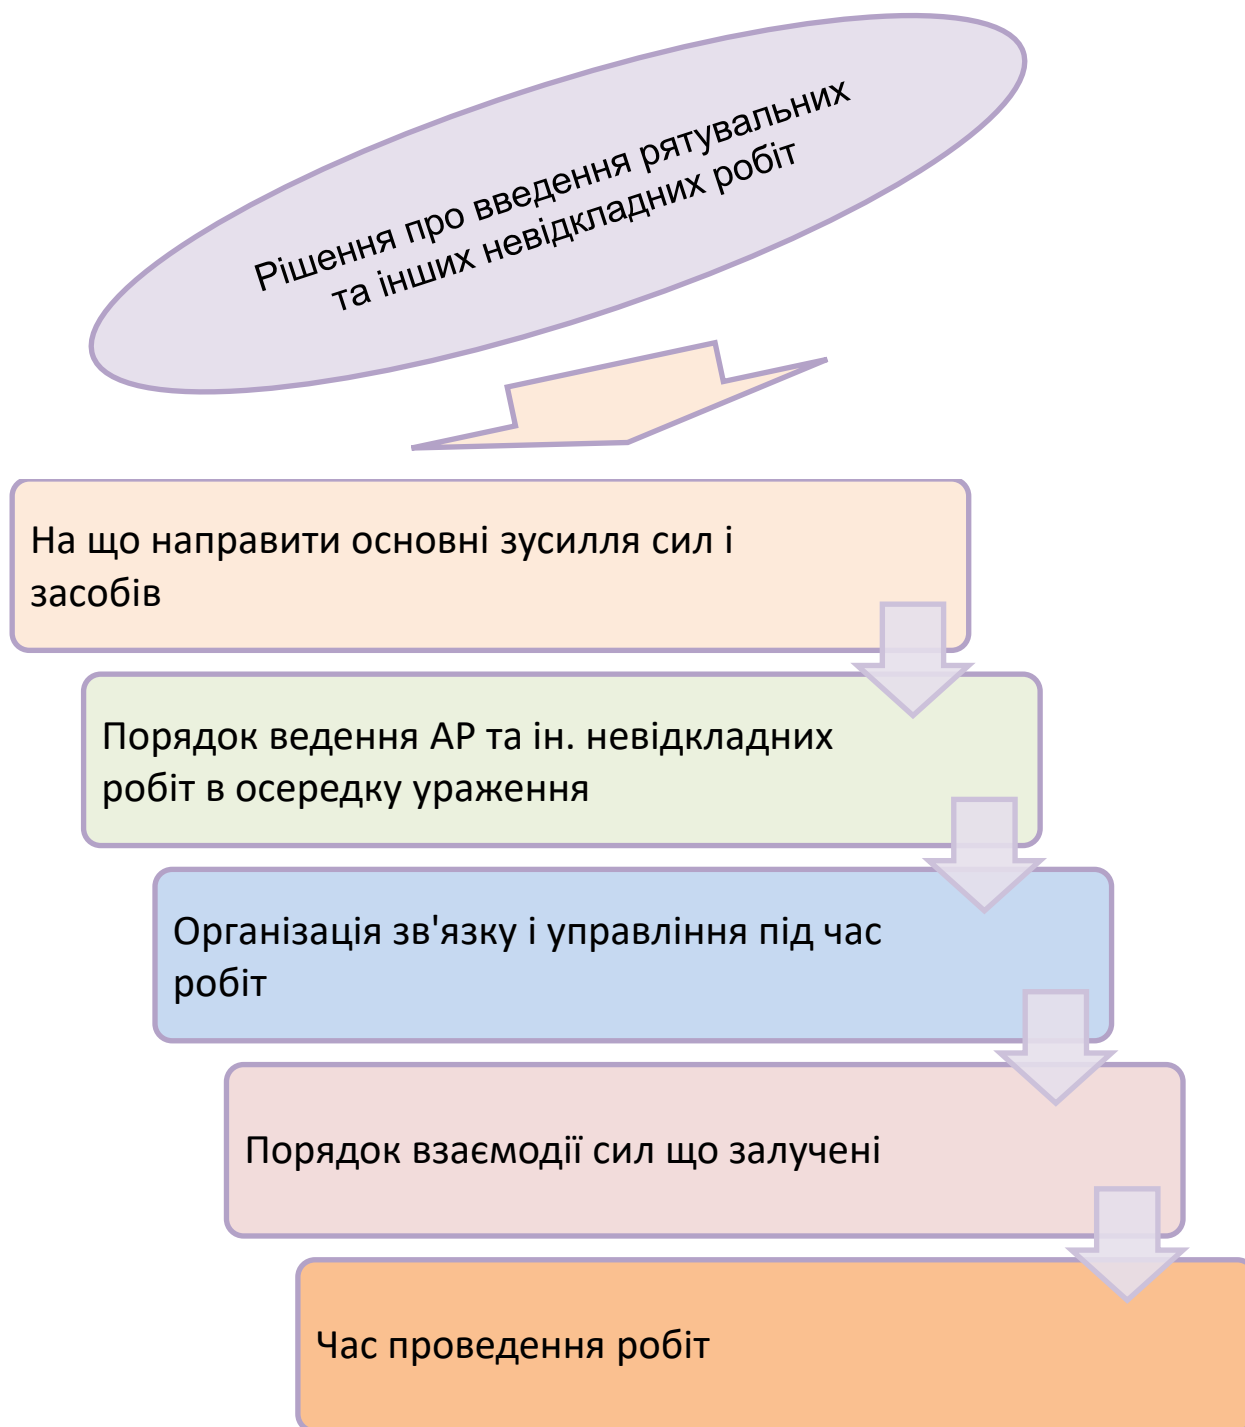 Рішення про введення рятувальних
та інших невідкладних робіт
На що направити основні зусилля сил і
засобів
Порядок ведення АР та ін. невідкладних
робіт в осередку ураження
Організація зв'язку і управління під час
робіт
Порядок взаємодії сил що залучені
Час проведення робіт